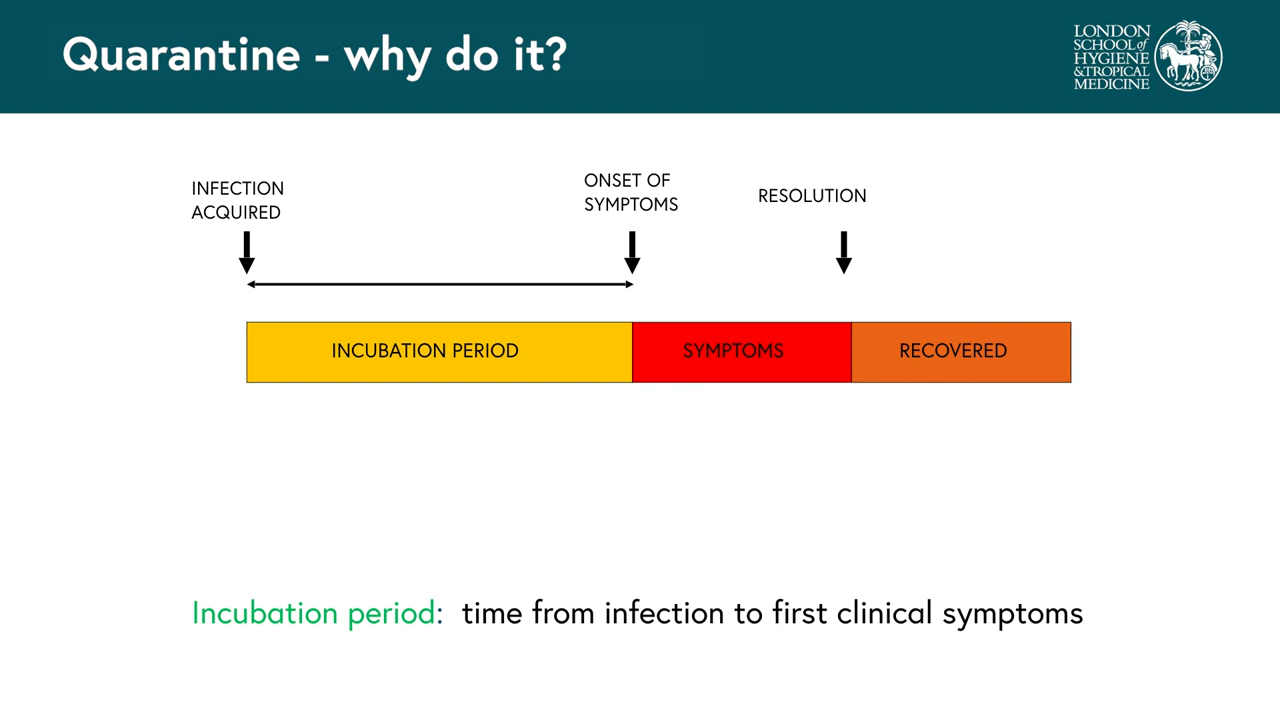 Quarantine - why do it?
LONDON
SCHOOL of
HYGIENE
& TROPICAL
MEDICINE
INFECTION
ACQUIRED
ONSET OF
SYMPTOMS
RESOLUTION
INCUBATION PERIOD
SYMPTOMS
RECOVERED
Incubation period: time from infection to first clinical symptoms